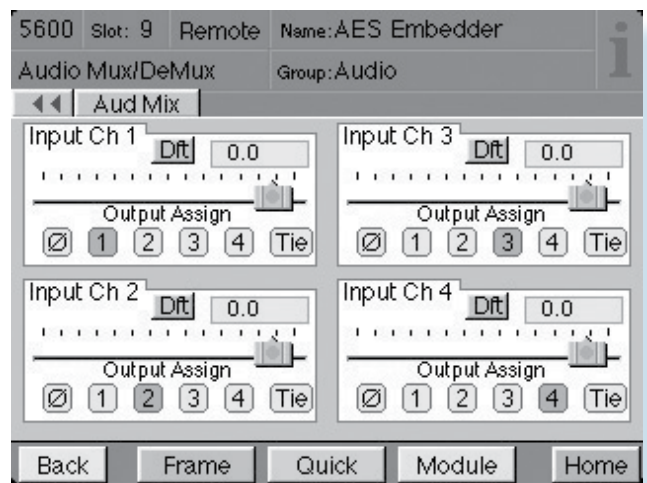 5600 Slot: 9 Remote Name: AES Embedder
Audio Mux/DeMux Group: Audio
Aud Mix
Input Ch 1 Dft 0.0
Output Assign
Ø 1 2 3 4 Tie
Input Ch 3 Dft 0.0
Output Assign
Ø 1 2 3 4 Tie
Input Ch 2 Dft 0.0
Output Assign
Ø 1 2 3 4 Tie
Input Ch 4 Dft 0.0
Output Assign
Ø 1 2 3 4 Tie
Back Frame Quick Module Home